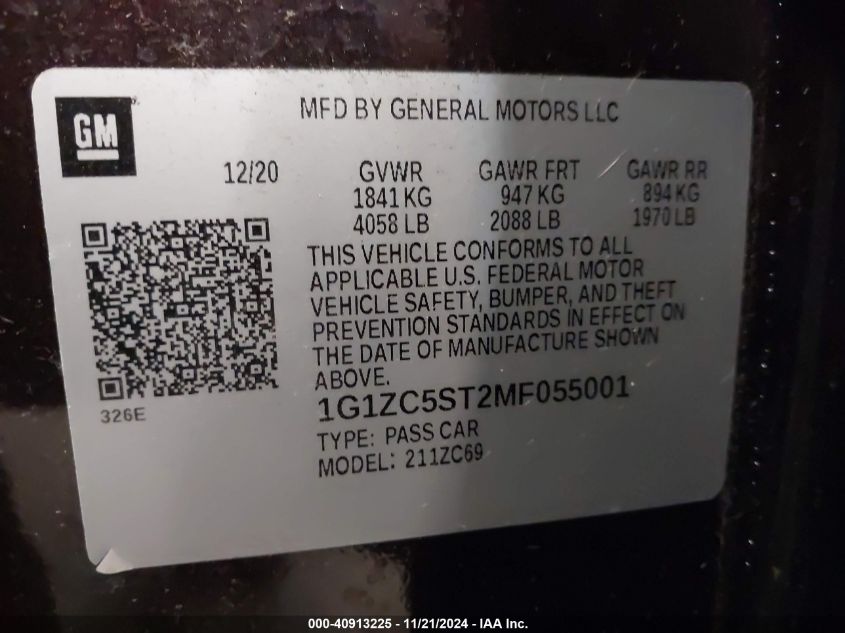 GM
MFD BY GENERAL MOTORS LLC
12/20 GVWR GAWR FRT GAWR RR
1841 KG 947 KG 894 KG
4058 LB 2088 LB 1970 LB
THIS VEHICLE CONFORMS TO ALL
APPLICABLE U.S. FEDERAL MOTOR
VEHICLE SAFETY, BUMPER, AND THEFT
PREVENTION STANDARDS IN EFFECT ON
THE DATE OF MANUFACTURE SHOWN
ABOVE.
326E
1G1ZC5ST2MF055001
TYPE: PASS CAR
MODEL: 211ZC69
000-40913225 - 11/21/2024 - IAA Inc.